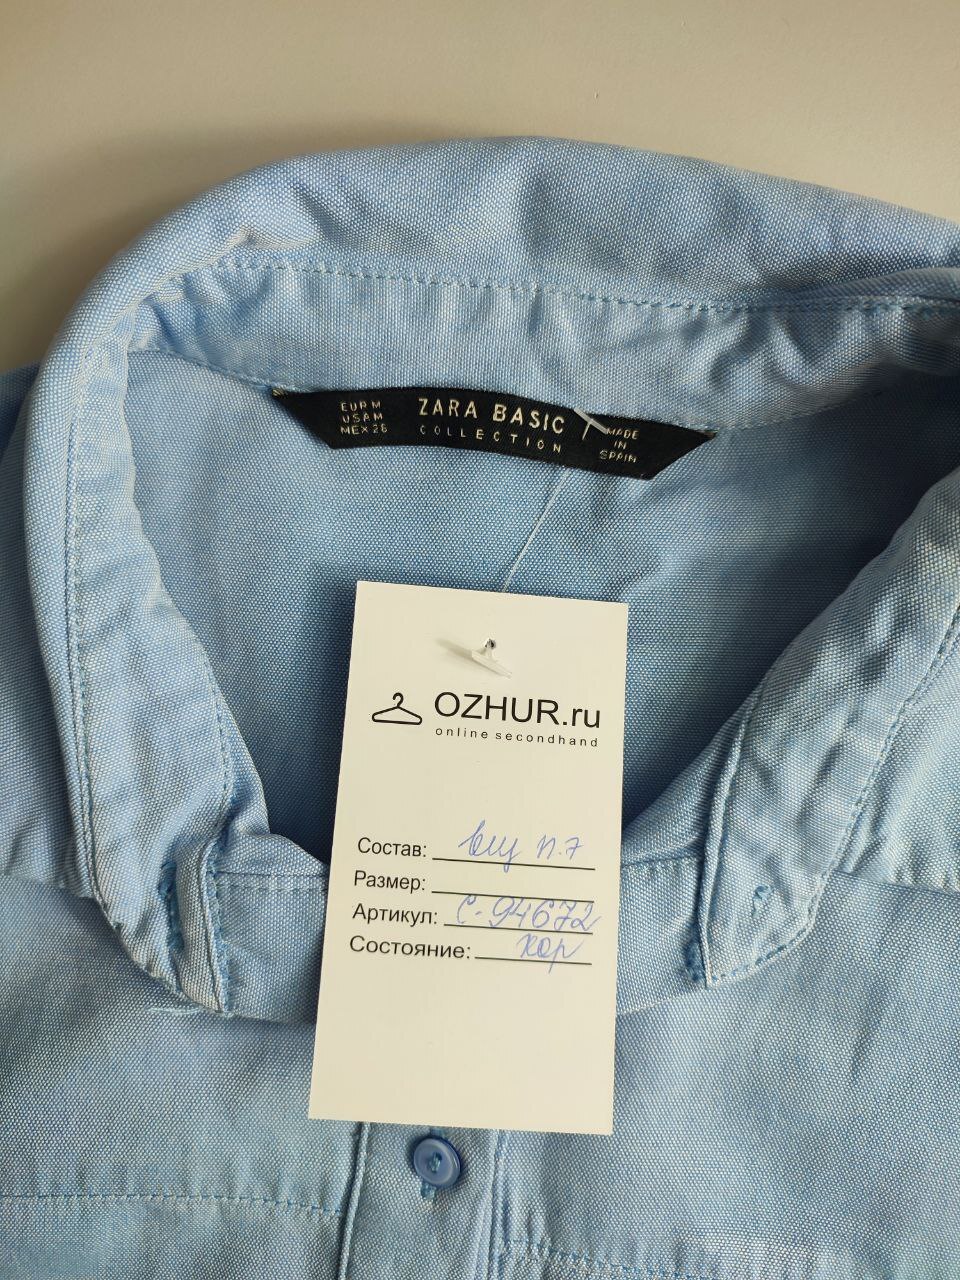 EUR M
USA M
MEX 26
ZARA BASIC
COLLECTION
MADE
IN
SPAIN
OZHUR.ru
online secondhand
Состав:
Размер:
Артикул: С-94672
Состояние: хор